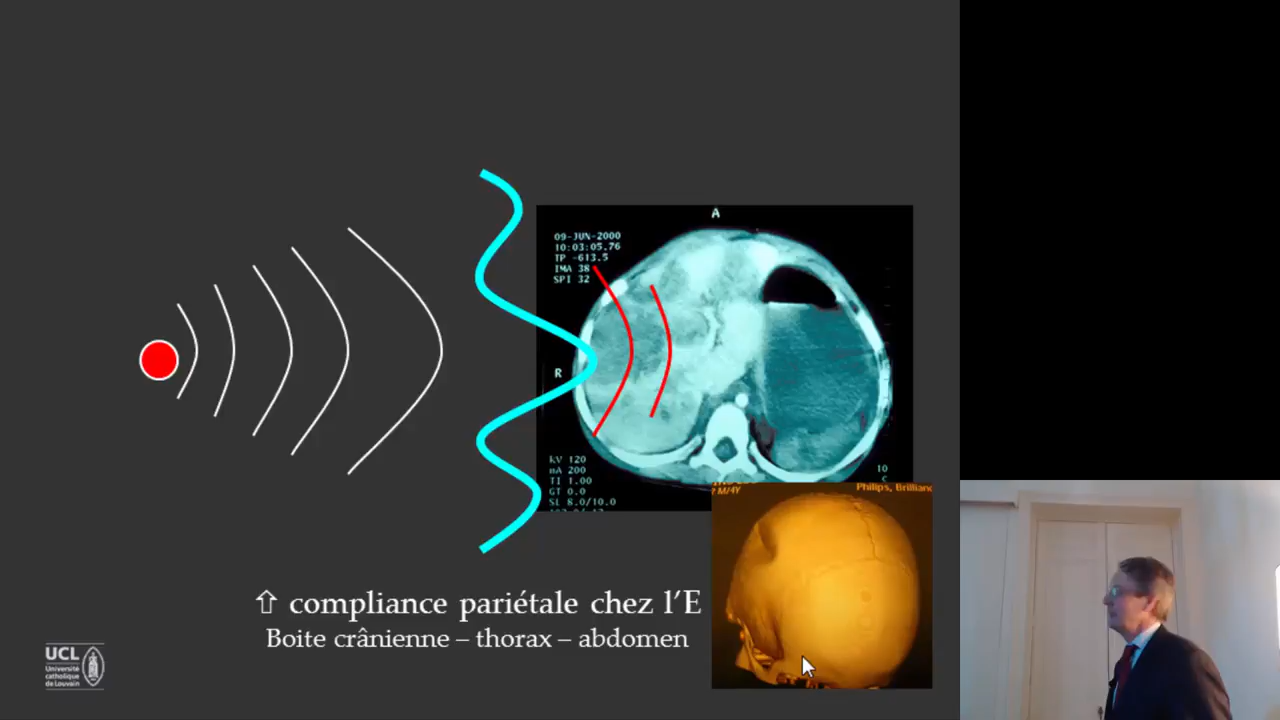 A
09-JUN-2000
10:03:05.76
TP -613.5
IMA 38
SPI 32
R
kV 120
mA 200
TI 1.00
GT 0.0
SL 8.0/10.0
10
M/4Y
Philips, Brillianc
⇧ compliance pariétale chez l’E
Boite crânienne – thorax – abdomen
UCL
Université
catholique
de Louvain